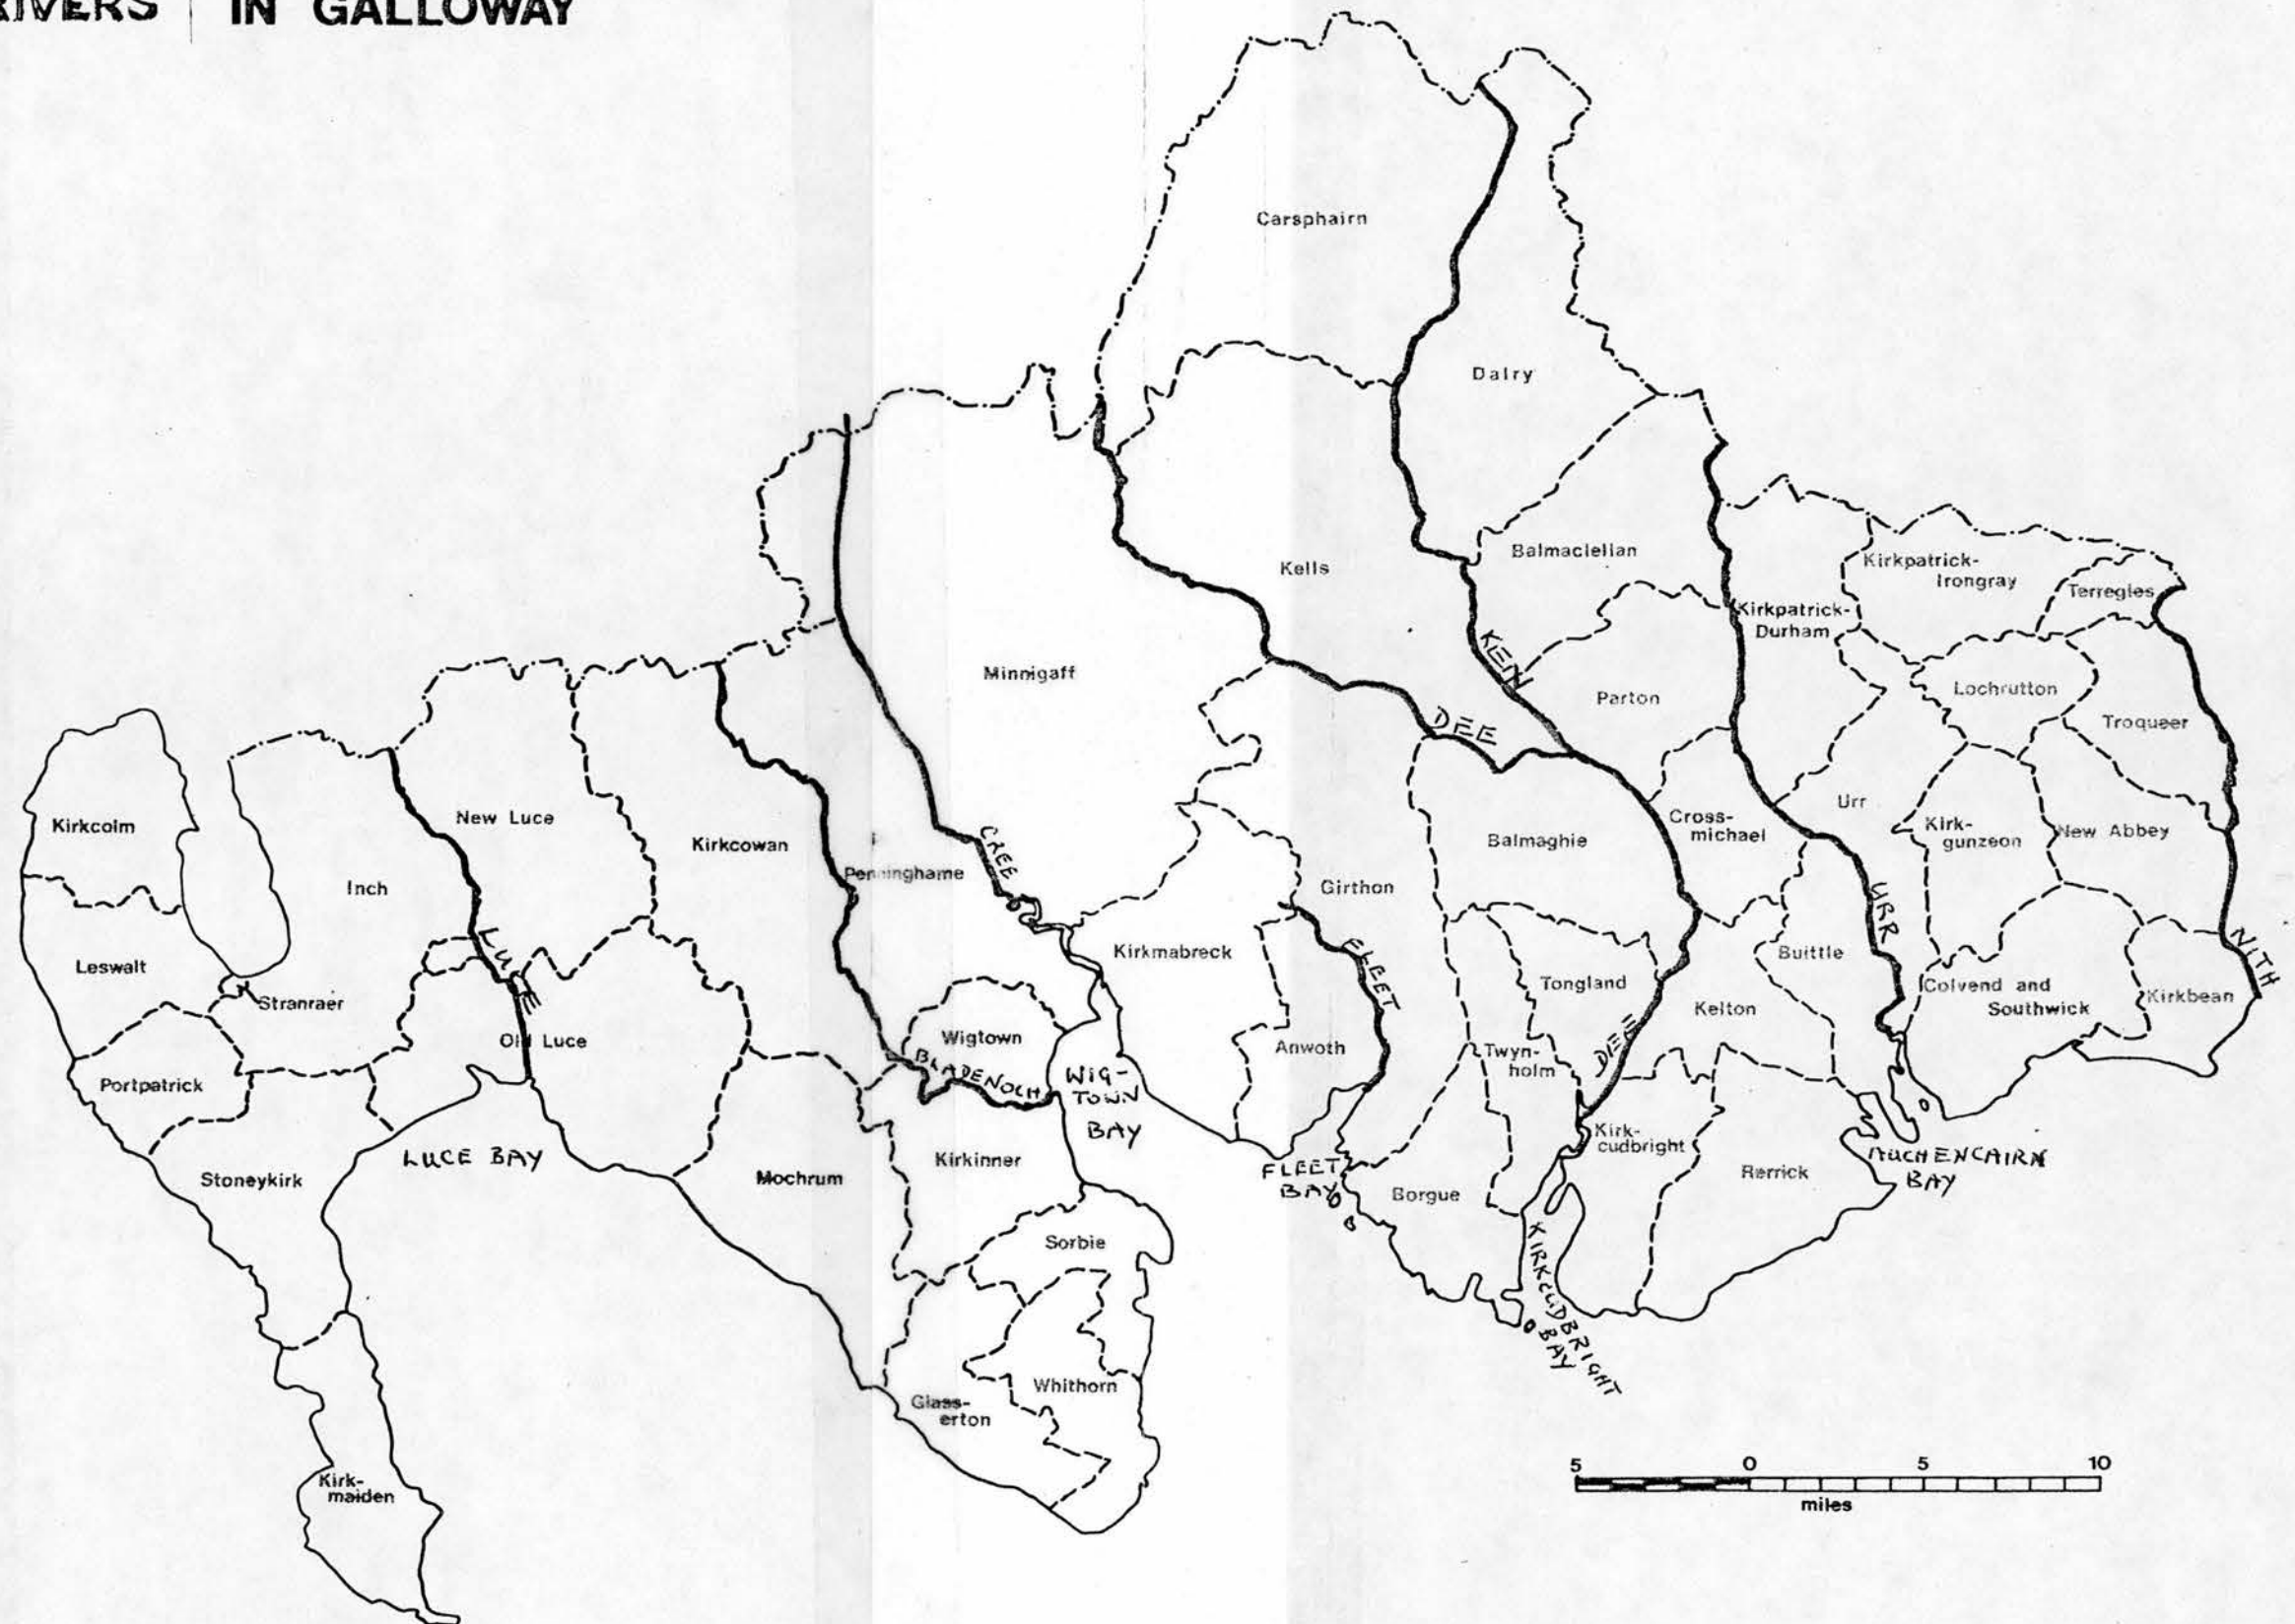 RIVERS IN GALLOWAY
Carsphairn
Dalry
Kells
Balmaclellan
Kirkpatrick-
Irongray
Terregles
Kirkpatrick-
Durham
KEN
Minnigaff
Parton
Lochrutton
Troqueer
DEE
Kirkcolm
New Luce
Kirkcowan
Penninghame
CREE
Balmaghie
Cross-
michael
Urr
Kirk-
gunzeon
New Abbey
Inch
Girthon
URR
Leswalt
LUCE
Kirkmabreck
FLEET
Tongland
Buittle
NITH
Stranraer
Kelton
Colvend and
Southwick
Kirkbean
Old Luce
Wigtown
Anwoth
Twyn-
holm
DEE
Portpatrick
BLADENOCH
WIG-
TOWN
BAY
Kirk-
cudbright
Stoneykirk
LUCE BAY
Mochrum
Kirkinner
FLEET
BAY
Borgue
Rerrick
AUCHENCAIRN
BAY
Sorbie
KIRKCUDBRIGHT
BAY
Glass-
erton
Whithorn
Kirk-
maiden
5 0 5 10
miles